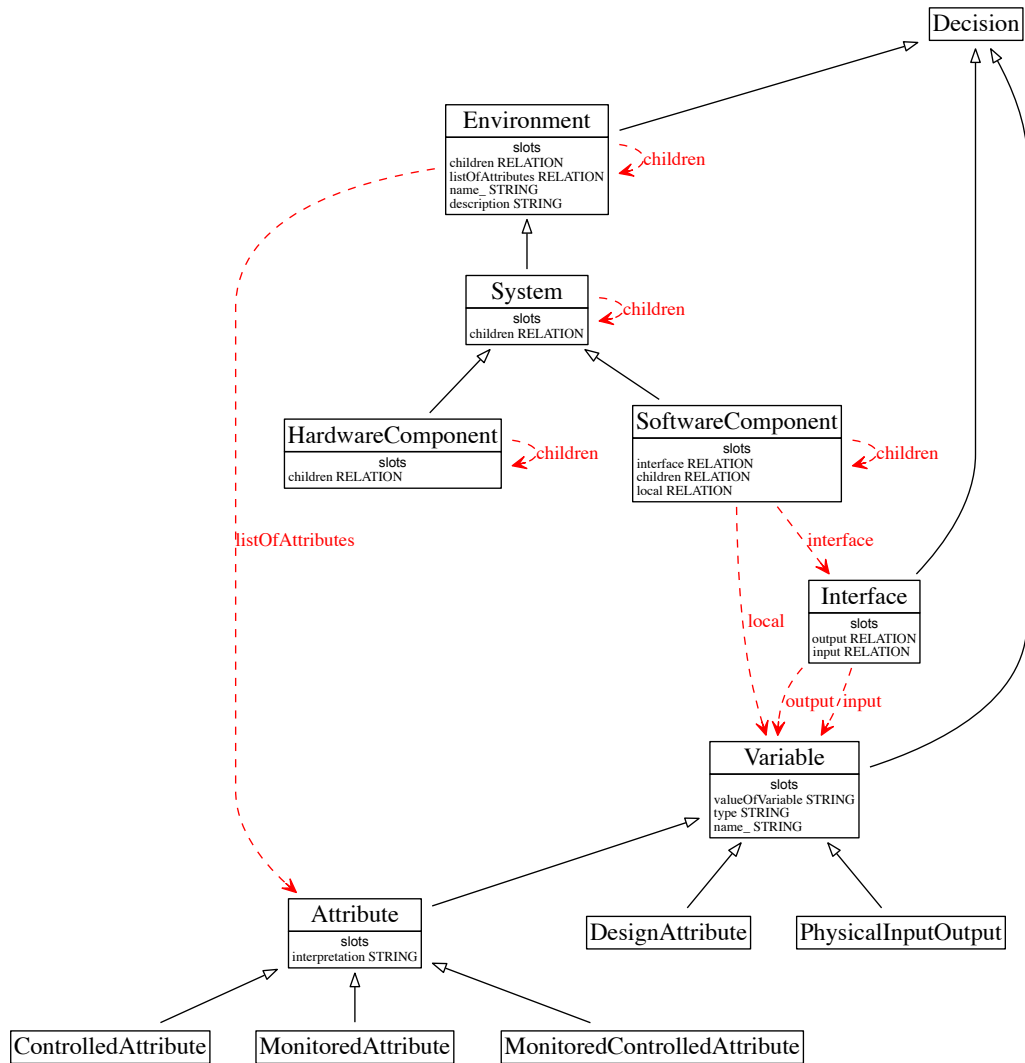 Decision
Environment
slots
children RELATION
listOfAttributes RELATION
name_ STRING
description STRING
children
System
slots
children RELATION
children
HardwareComponent
slots
children RELATION
children
SoftwareComponent
slots
interface RELATION
children RELATION
local RELATION
children
listOfAttributes
interface
Interface
slots
output RELATION
input RELATION
local
output
input
Variable
slots
valueOfVariable STRING
type STRING
name_ STRING
Attribute
slots
interpretation STRING
DesignAttribute
PhysicalInputOutput
ControlledAttribute
MonitoredAttribute
MonitoredControlledAttribute